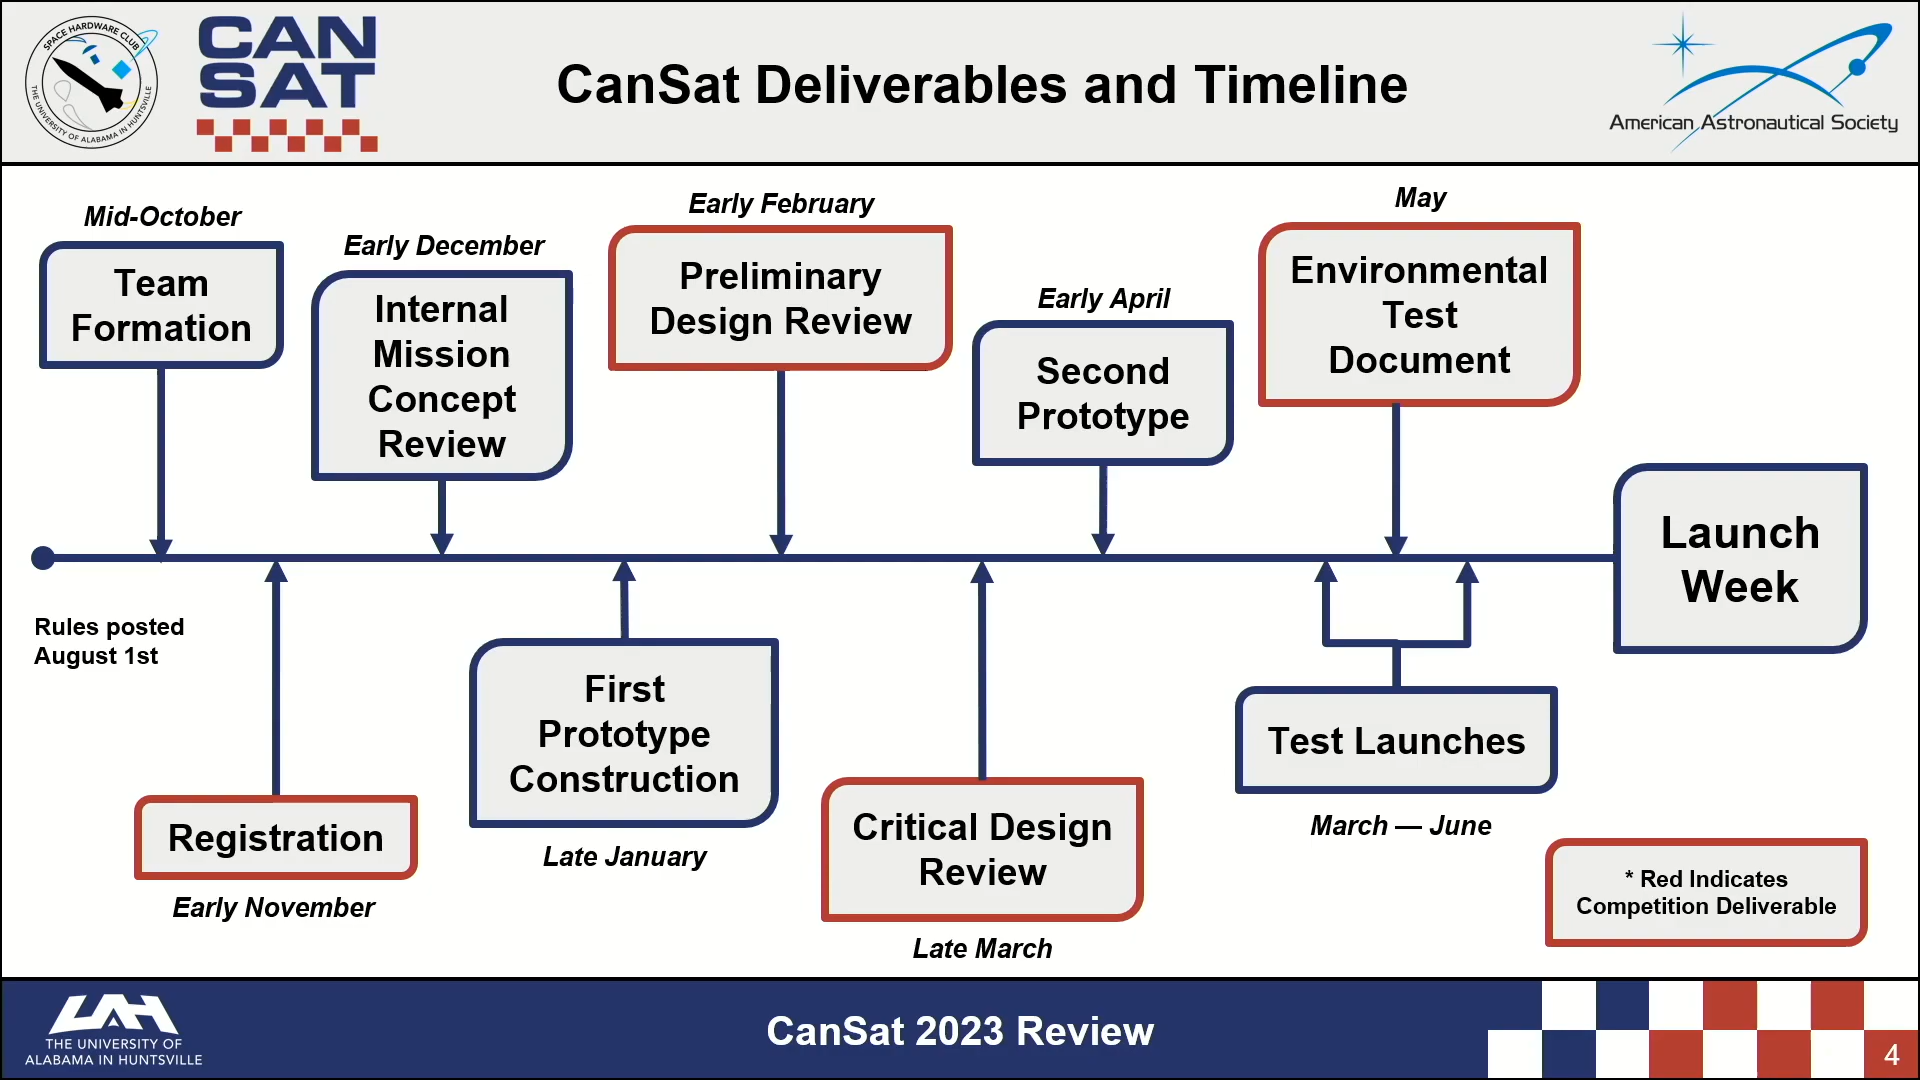 SPACE HARDWARE CLUB
THE UNIVERSITY OF ALABAMA IN HUNTSVILLE
CAN
SAT
CanSat Deliverables and Timeline
American Astronautical Society
Mid-October
Team
Formation
Early December
Internal
Mission
Concept
Review
Early February
Preliminary
Design Review
Early April
Second
Prototype
May
Environmental
Test
Document
Launch
Week
Rules posted
August 1st
Registration
Early November
First
Prototype
Construction
Late January
Critical Design
Review
Late March
Test Launches
March — June
* Red Indicates
Competition Deliverable
UAH
THE UNIVERSITY OF
ALABAMA IN HUNTSVILLE
CanSat 2023 Review
4